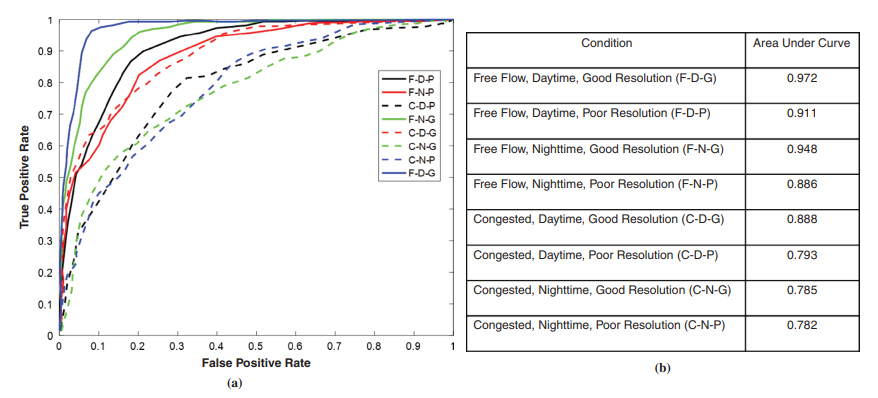 1
0.9
0.8
0.7
0.6
0.5
0.4
0.3
0.2
0.1
0
0 0.1 0.2 0.3 0.4 0.5 0.6 0.7 0.8 0.9 1
True Positive Rate
False Positive Rate
F-D-P
F-N-P
C-D-P
F-N-G
C-D-G
C-N-G
C-N-P
F-D-G
(a)
Condition Area Under Curve
Free Flow, Daytime, Good Resolution (F-D-G) 0.972
Free Flow, Daytime, Poor Resolution (F-D-P) 0.911
Free Flow, Nighttime, Good Resolution (F-N-G) 0.948
Free Flow, Nighttime, Poor Resolution (F-N-P) 0.886
Congested, Daytime, Good Resolution (C-D-G) 0.888
Congested, Daytime, Poor Resolution (C-D-P) 0.793
Congested, Nighttime, Good Resolution (C-N-G) 0.785
Congested, Nighttime, Poor Resolution (C-N-P) 0.782
(b)